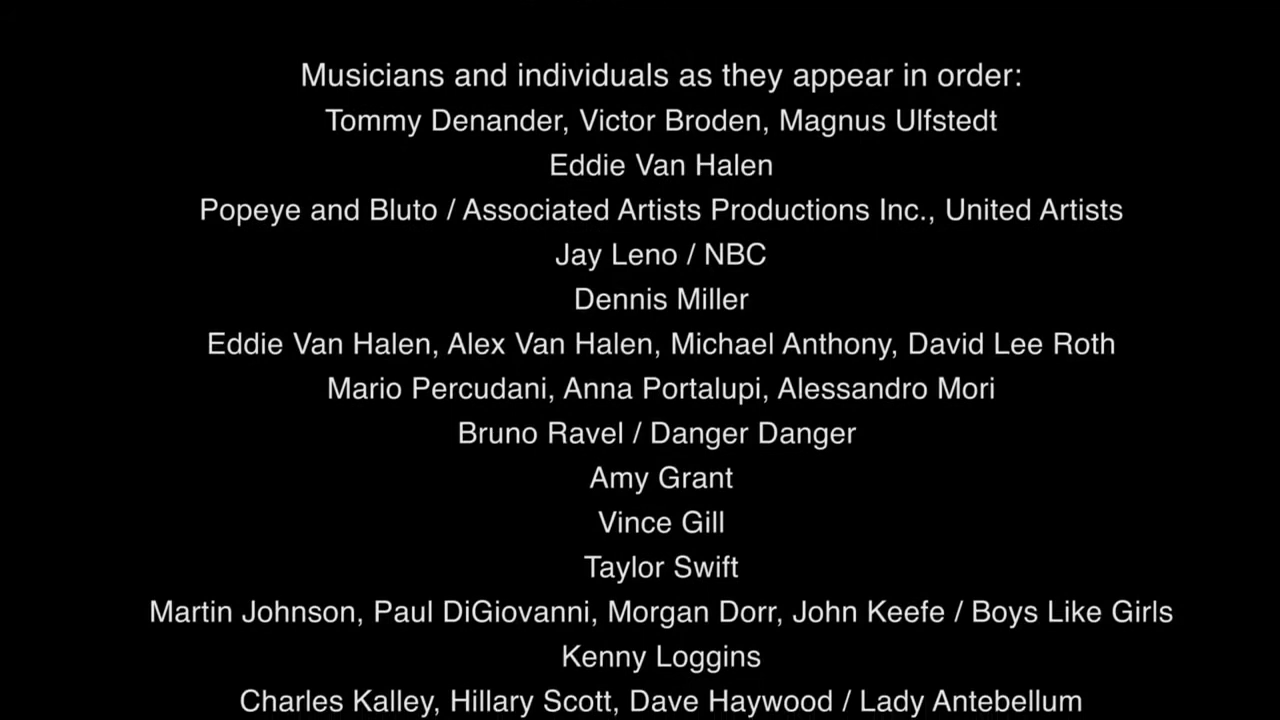 Musicians and individuals as they appear in order:
Tommy Denander, Victor Broden, Magnus Ulfstedt
Eddie Van Halen
Popeye and Bluto / Associated Artists Productions Inc., United Artists
Jay Leno / NBC
Dennis Miller
Eddie Van Halen, Alex Van Halen, Michael Anthony, David Lee Roth
Mario Percudani, Anna Portalupi, Alessandro Mori
Bruno Ravel / Danger Danger
Amy Grant
Vince Gill
Taylor Swift
Martin Johnson, Paul DiGiovanni, Morgan Dorr, John Keefe / Boys Like Girls
Kenny Loggins
Charles Kalley, Hillary Scott, Dave Haywood / Lady Antebellum